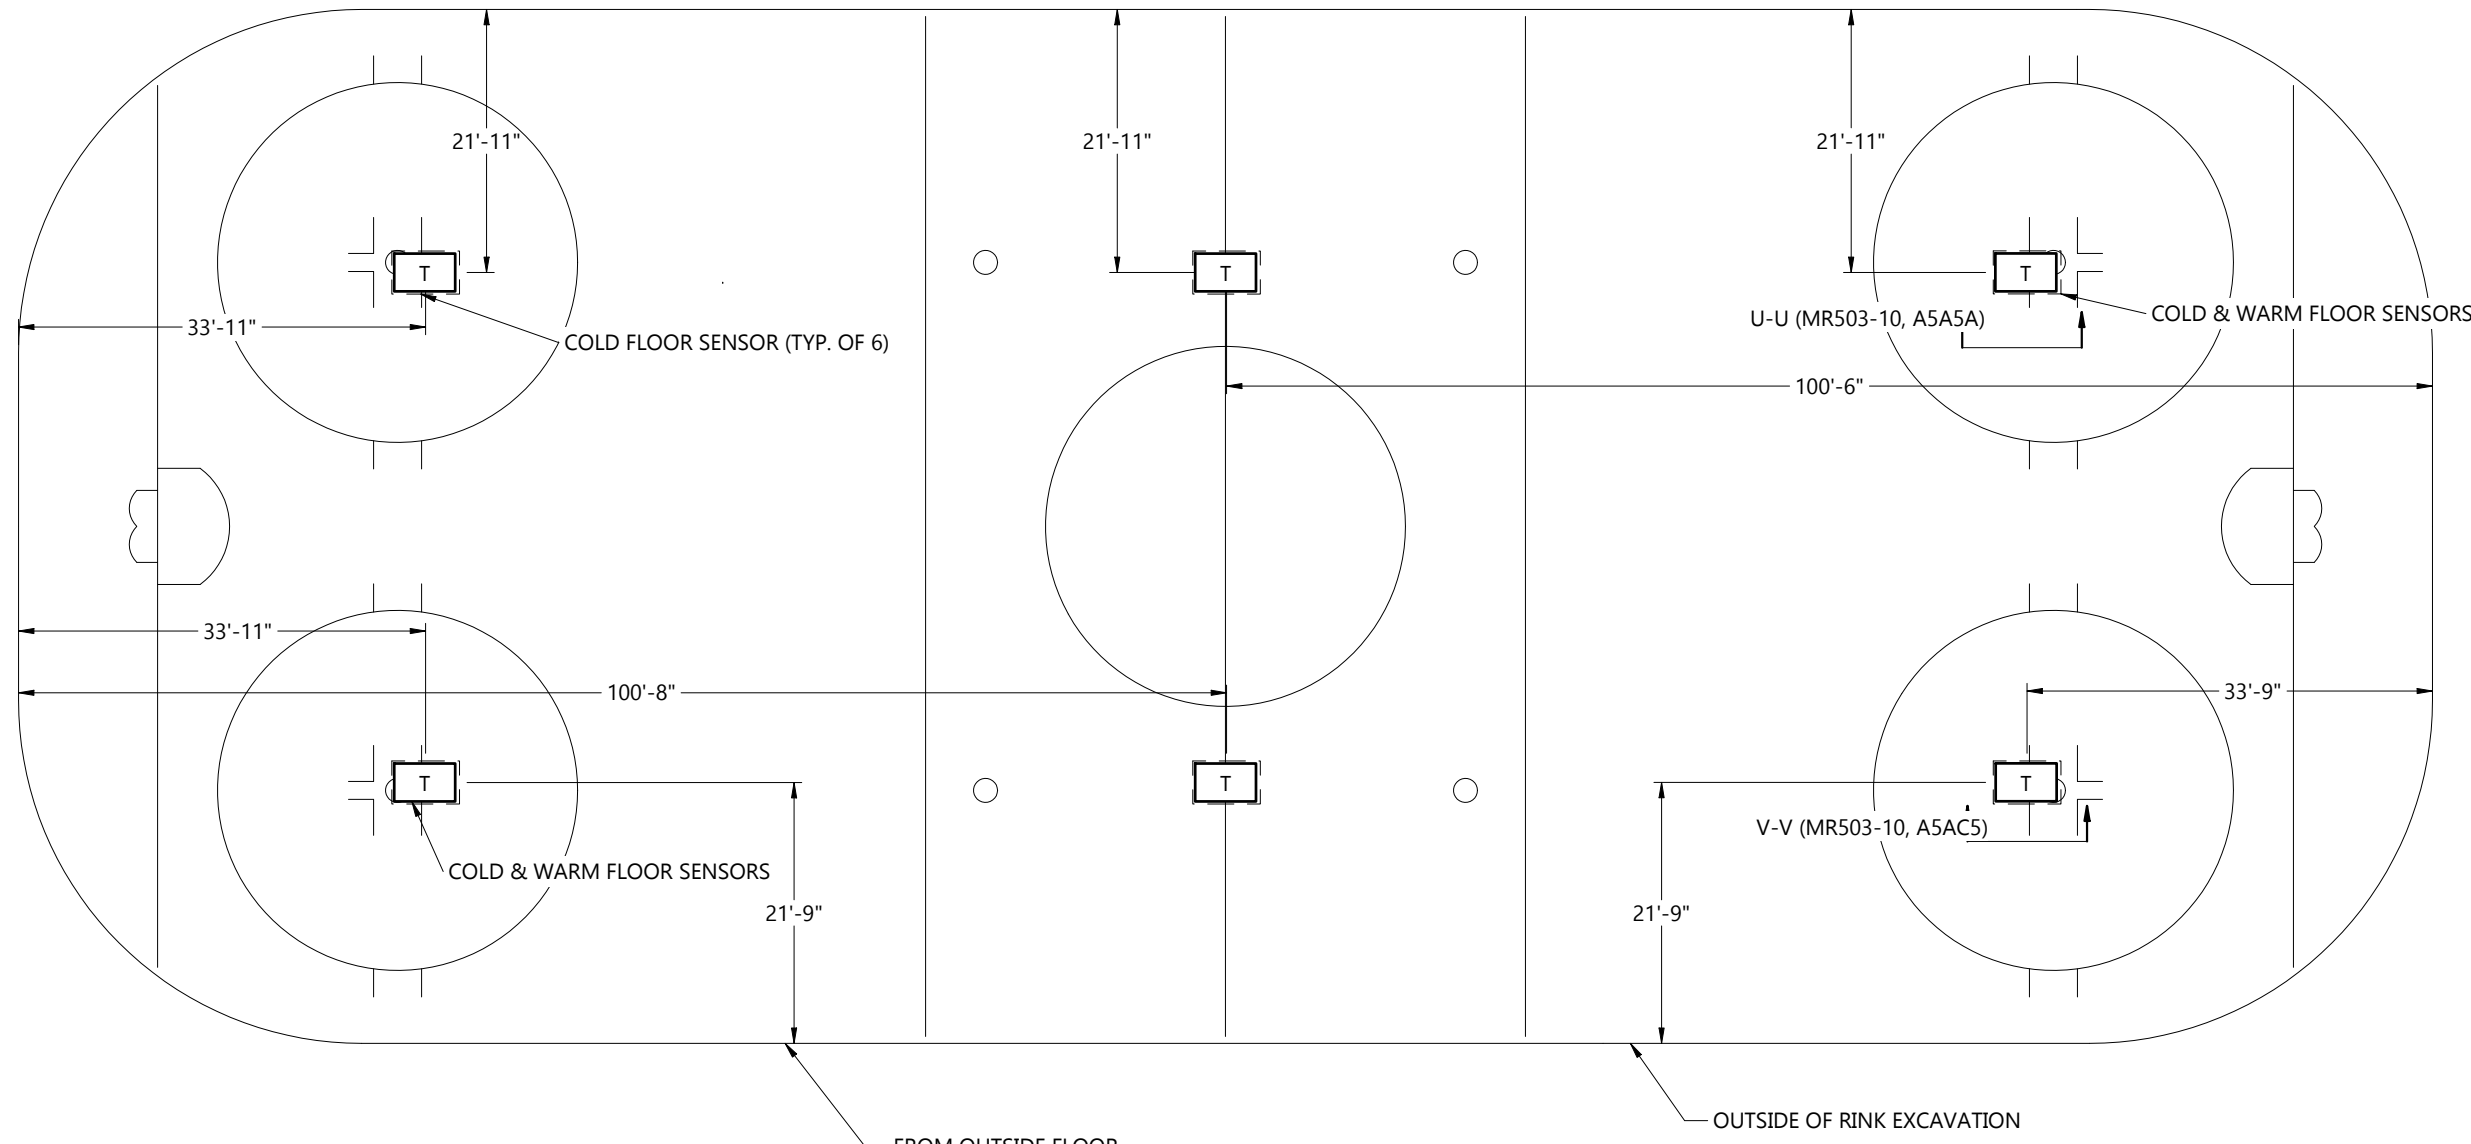 21'-11"
21'-11"
21'-11"
T
T
T
COLD & WARM FLOOR SENSORS
U-U (MR503-10, A5A5A)
33'-11"
COLD FLOOR SENSOR (TYP. OF 6)
100'-6"
33'-11"
100'-8"
33'-9"
T
T
T
V-V (MR503-10, A5AC5)
COLD & WARM FLOOR SENSORS
21'-9"
21'-9"
OUTSIDE OF RINK EXCAVATION
FROM OUTSIDE FLOOR